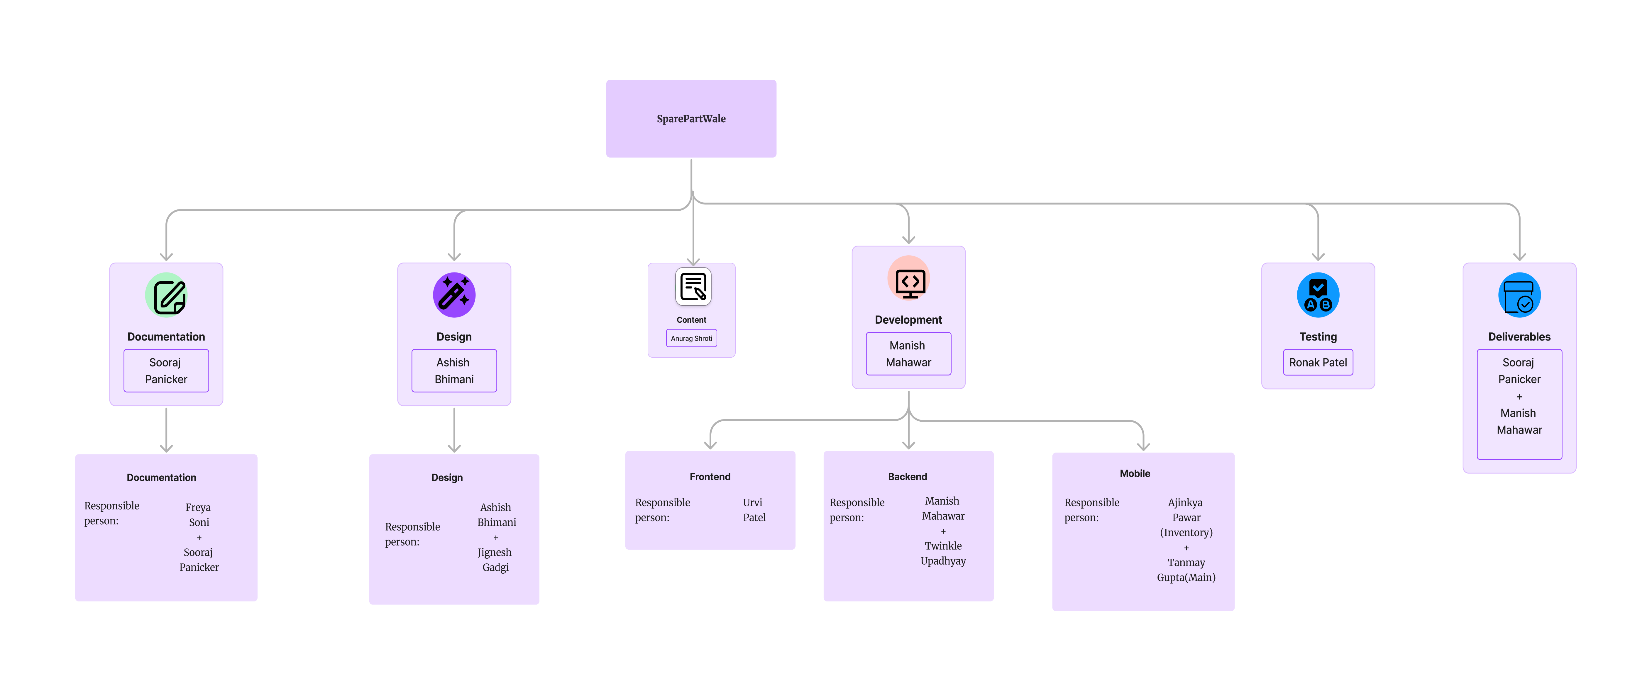 SparePartWale
Documentation
Sooraj
Panicker
Design
Ashish
Bhimani
Content
Anurag Shroti
Development
Manish
Mahawar
Testing
A B
Ronak Patel
Deliverables
Sooraj
Panicker
+
Manish
Mahawar
Documentation
Responsible
person:
Freya
Soni
+
Sooraj
Panicker
Design
Responsible
person:
Ashish
Bhimani
+
Jignesh
Gadgi
Frontend
Responsible
person:
Urvi
Patel
Backend
Responsible
person:
Manish
Mahawar
+
Twinkle
Upadhyay
Mobile
Responsible
person:
Ajinkya
Pawar
(Inventory)
+
Tanmay
Gupta(Main)